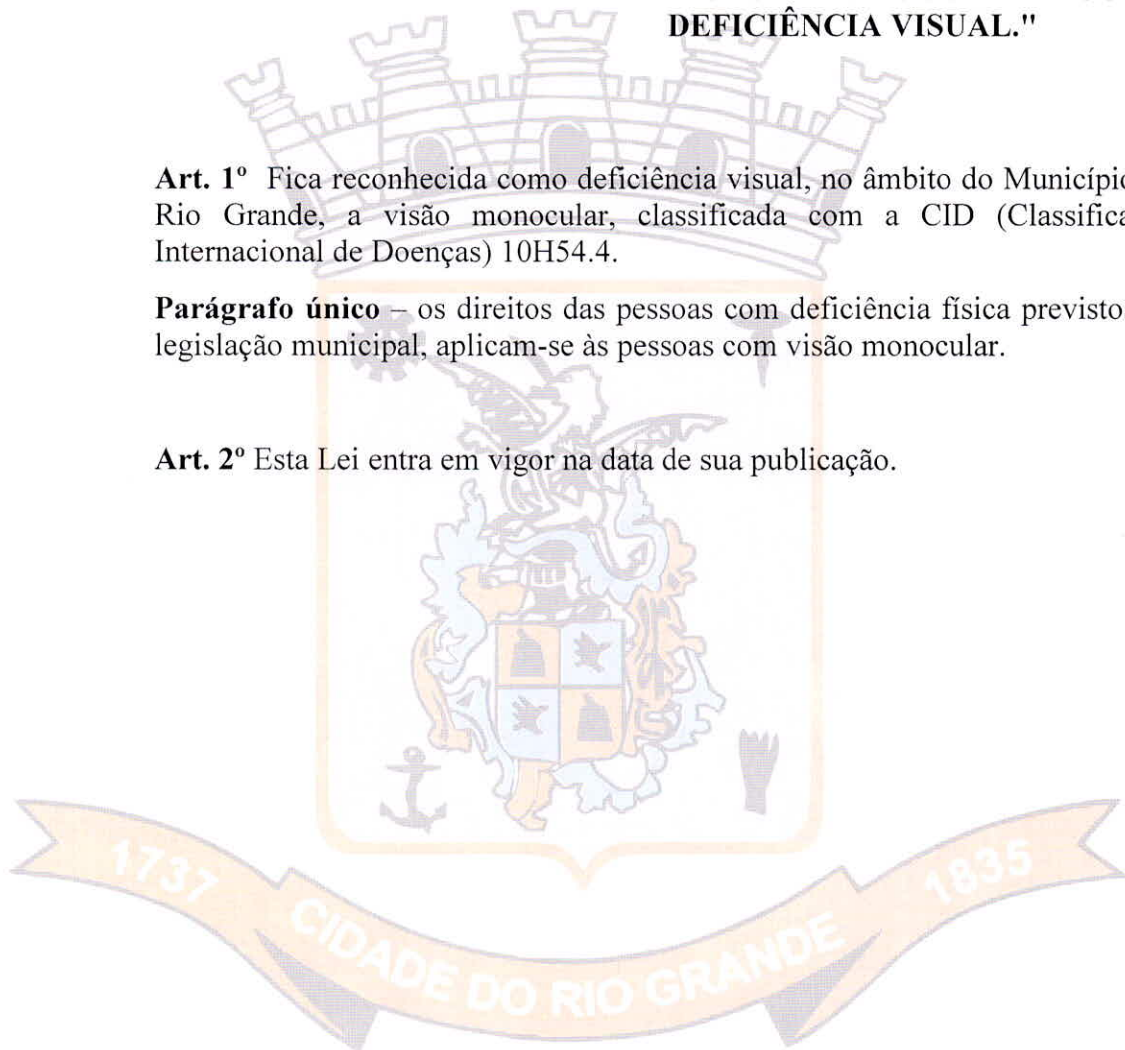 DEFICIÊNCIA VISUAL."
Art. 1º Fica reconhecida como deficiência visual, no âmbito do Município
Rio Grande, a visão monocular, classificada com a CID (Classifica
Internacional de Doenças) 10H54.4.
Parágrafo único – os direitos das pessoas com deficiência física previsto
legislação municipal, aplicam-se às pessoas com visão monocular.
Art. 2º Esta Lei entra em vigor na data de sua publicação.
1737 CIDADE DO RIO GRANDE 1835